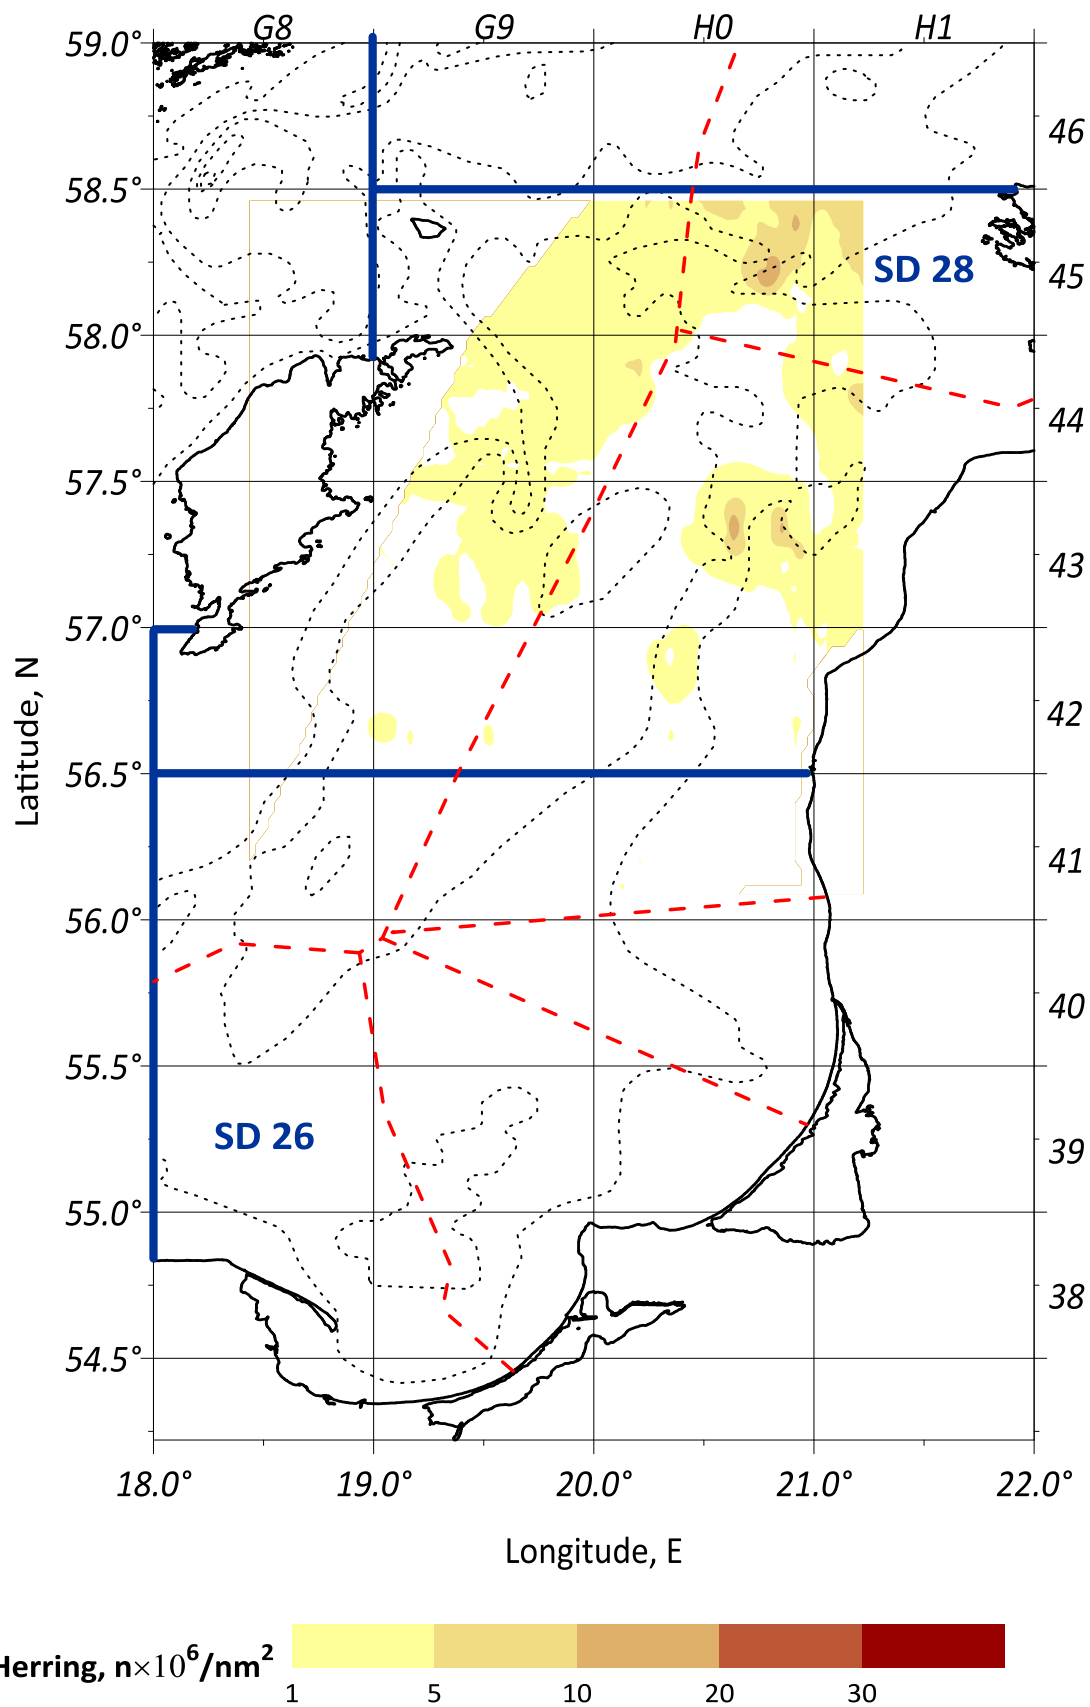 G8 G9 H0 H1
59.0°
46
58.5°
SD 28
45
58.0°
44
57.5°
43
57.0°
42
56.5°
41
56.0°
40
55.5°
SD 26
39
55.0°
38
54.5°
Latitude, N
18.0° 19.0° 20.0° 21.0° 22.0°
Longitude, E
Herring, n×10⁶/nm²
1 5 10 20 30